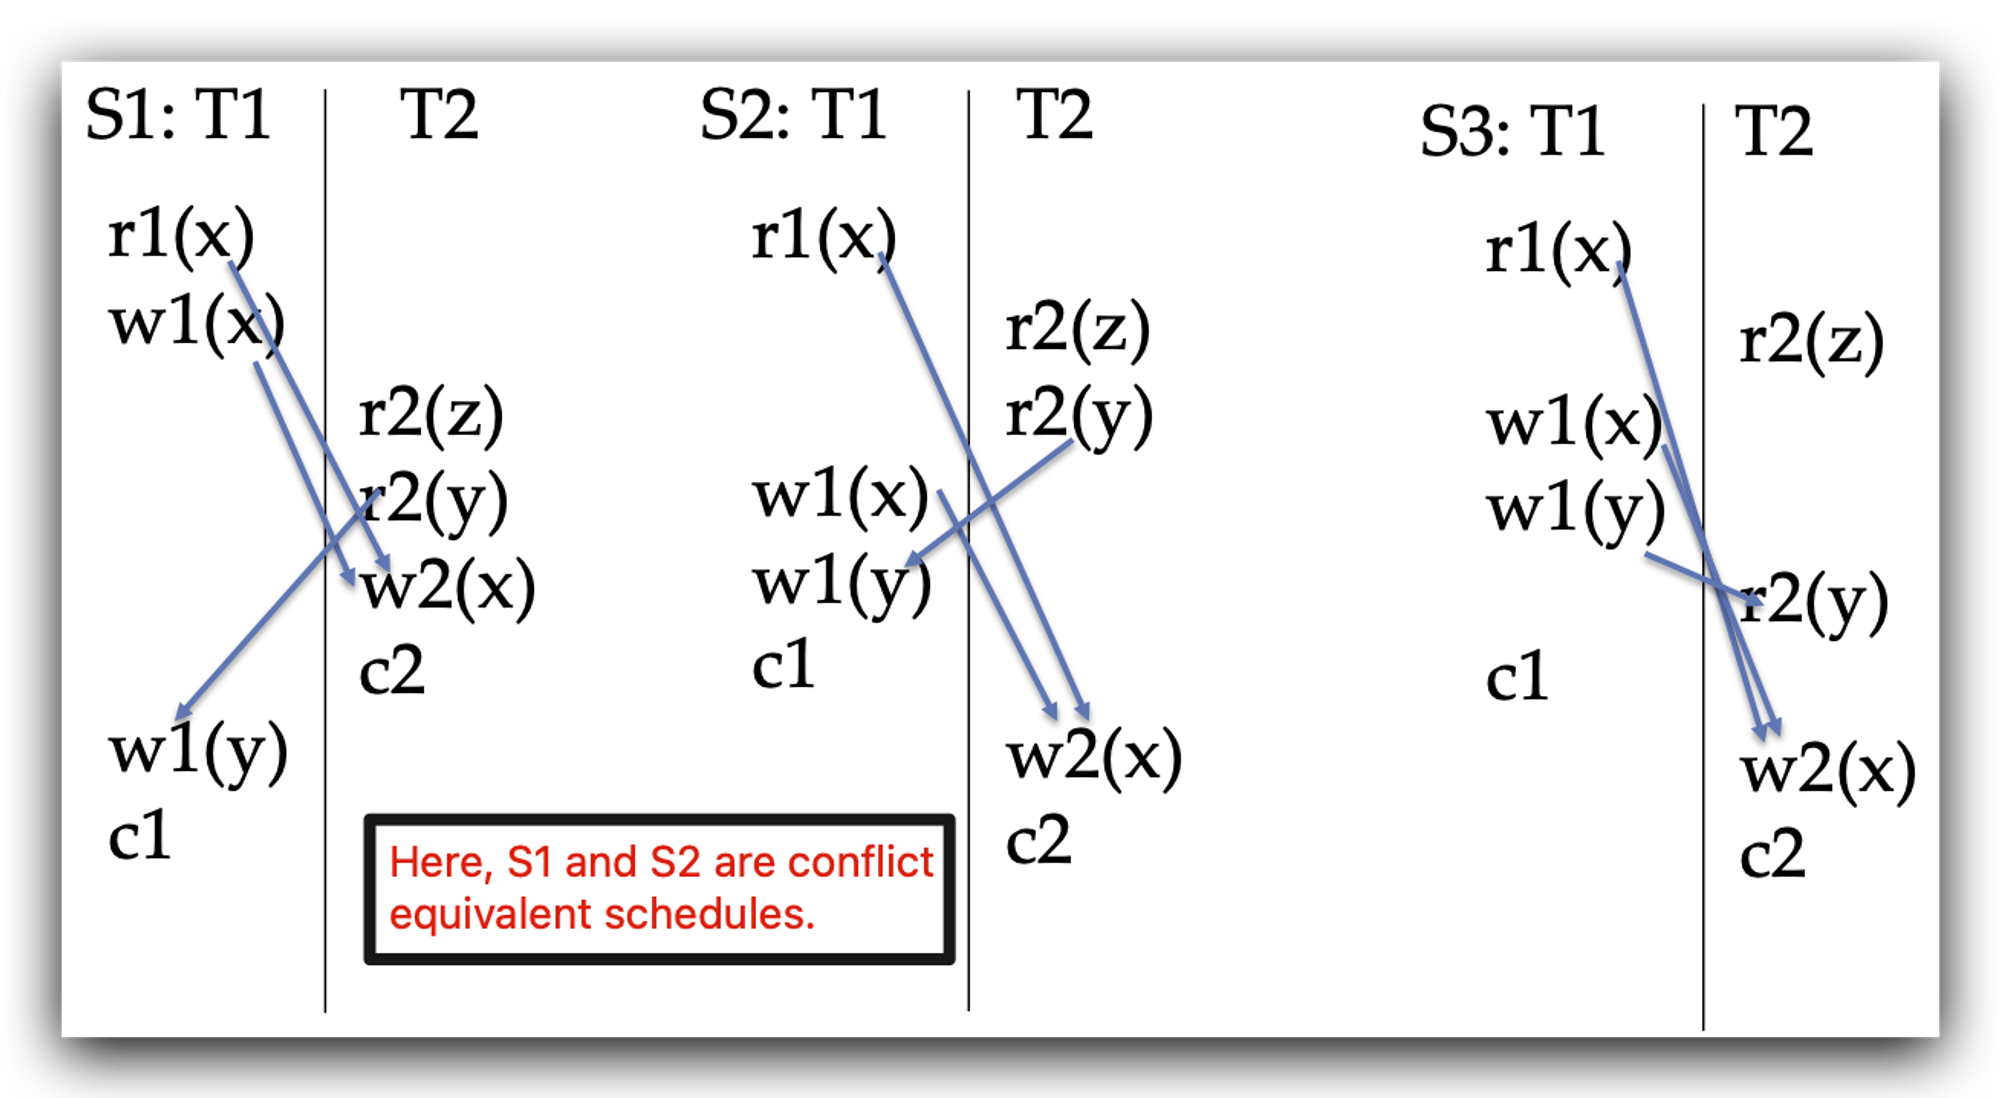 S1: T1 T2
r1(x)
w1(x)
r2(z)
r2(y)
w2(x)
c2
w1(y)
c1
S2: T1 T2
r1(x)
r2(z)
r2(y)
w1(x)
w1(y)
c1
w2(x)
c2
S3: T1 T2
r1(x)
r2(z)
w1(x)
w1(y)
r2(y)
c1
w2(x)
c2
Here, S1 and S2 are conflict
equivalent schedules.